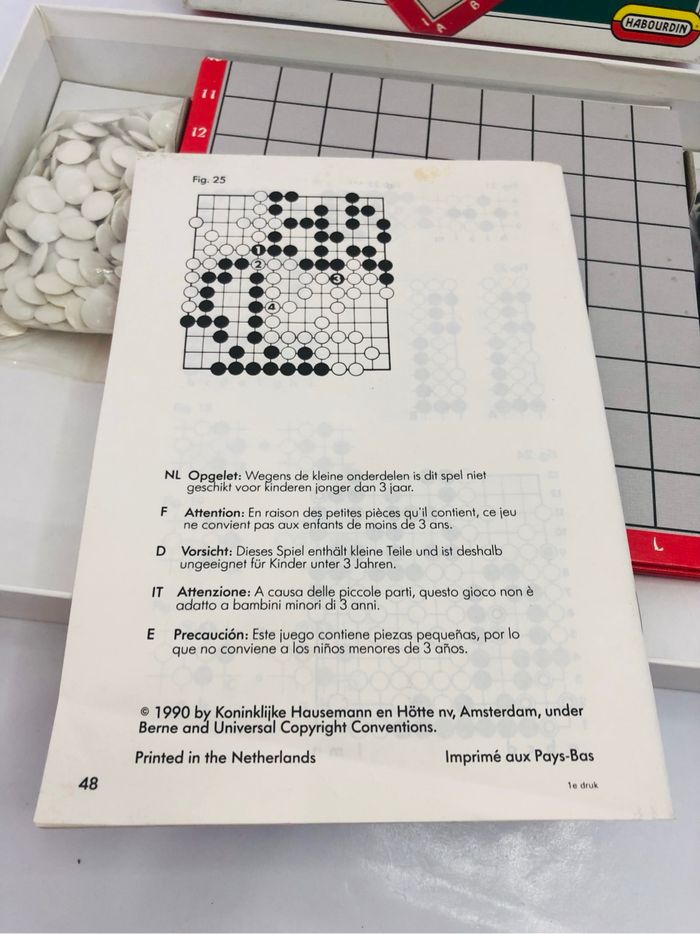 HABOURDIN
I A B
11
12
Fig. 25
1
2
3
4
NL Opgelet: Wegens de kleine onderdelen is dit spel niet
geschikt voor kinderen jonger dan 3 jaar.
F Attention: En raison des petites pièces qu'il contient, ce jeu
ne convient pas aux enfants de moins de 3 ans.
D Vorsicht: Dieses Spiel enthält kleine Teile und ist deshalb
ungeeignet für Kinder unter 3 Jahren.
IT Attenzione: A causa delle piccole parti, questo gioco non è
adatto a bambini minori di 3 anni.
E Precaución: Este juego contiene piezas pequeñas, por lo
que no conviene a los niños menores de 3 años.
L
© 1990 by Koninklijke Hausemann en Hötte nv, Amsterdam, under
Berne and Universal Copyright Conventions.
Printed in the Netherlands Imprimé aux Pays-Bas
48 1e druk